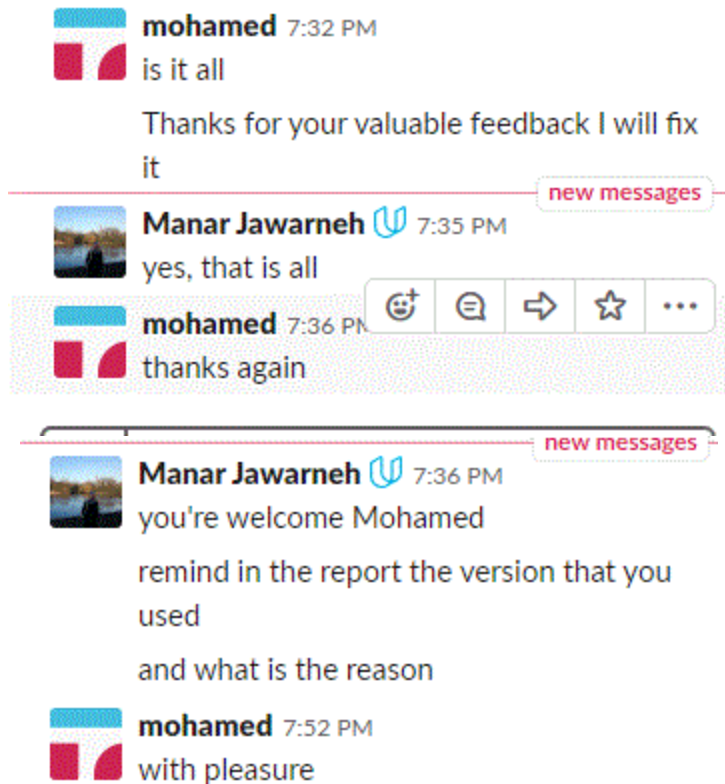 mohamed 7:32 PM
is it all
Thanks for your valuable feedback I will fix
it
new messages
Manar Jawarneh 7:35 PM
yes, that is all
mohamed 7:36
thanks again
new messages
Manar Jawarneh 7:36 PM
you're welcome Mohamed
remind in the report the version that you
used
and what is the reason
mohamed 7:52 PM
with pleasure